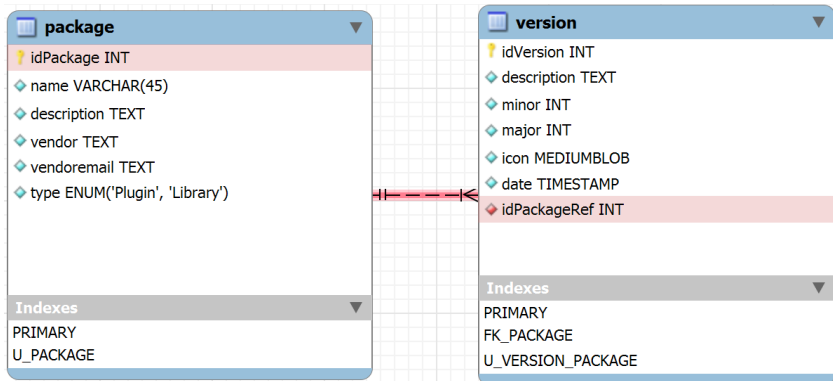 package
idPackage INT
name VARCHAR(45)
description TEXT
vendor TEXT
vendoremail TEXT
type ENUM('Plugin', 'Library')
Indexes
PRIMARY
U_PACKAGE
version
idVersion INT
description TEXT
minor INT
major INT
icon MEDIUMBLOB
date TIMESTAMP
idPackageRef INT
Indexes
PRIMARY
FK_PACKAGE
U_VERSION_PACKAGE